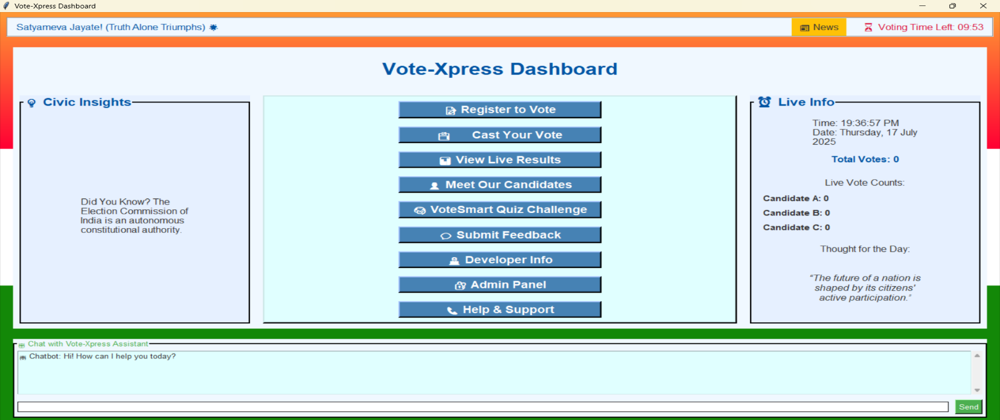 Vote-Xpress Dashboard
Satyameva Jayate! (Truth Alone Triumphs)
News
Voting Time Left: 09:53
Vote-Xpress Dashboard
Civic Insights
Did You Know? The
Election Commission of
India is an autonomous
constitutional authority.
Register to Vote
Cast Your Vote
View Live Results
Meet Our Candidates
VoteSmart Quiz Challenge
Submit Feedback
Developer Info
Admin Panel
Help & Support
Live Info
Time: 19:36:57 PM
Date: Thursday, 17 July
2025
Total Votes: 0
Live Vote Counts:
Candidate A: 0
Candidate B: 0
Candidate C: 0
Thought for the Day:
"The future of a nation is
shaped by its citizens'
active participation."
Chat with Vote-Xpress Assistant
Chatbot: Hi! How can I help you today?
Send